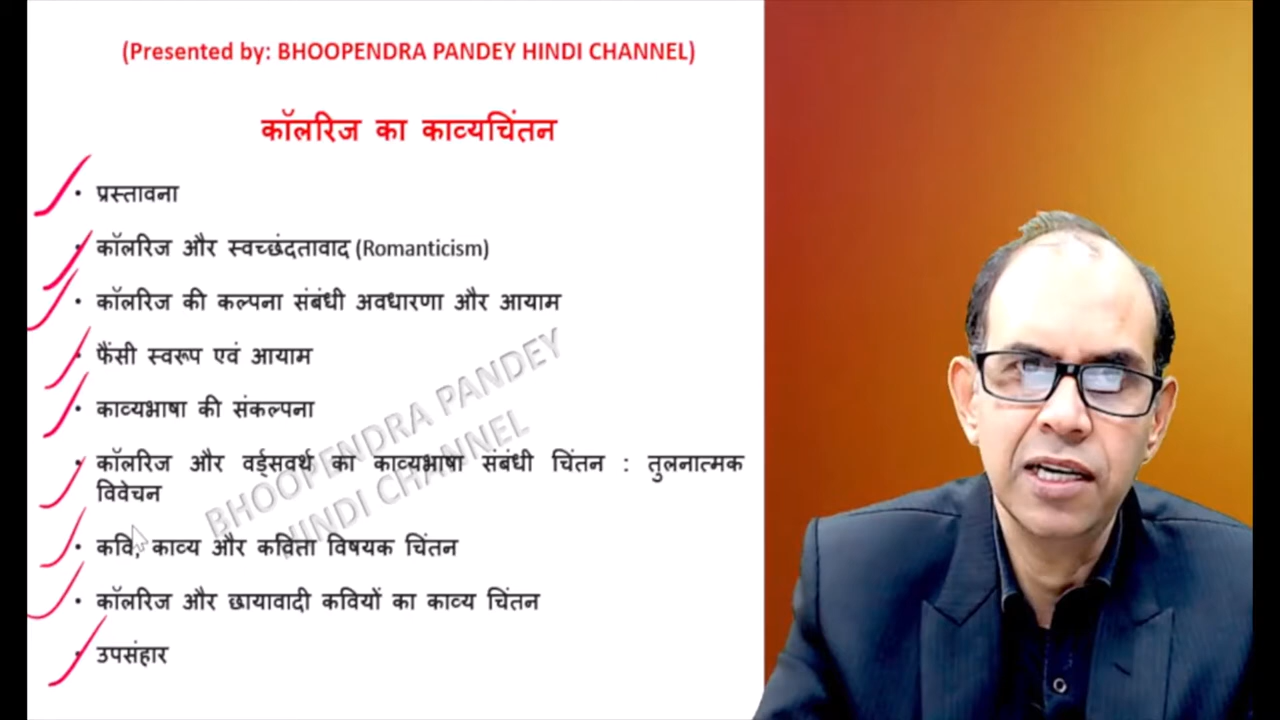 (Presented by: BHOOPENDRA PANDEY HINDI CHANNEL)
कॉलरिज का काव्यचिंतन
• प्रस्तावना
• कॉलरिज और स्वच्छंदतावाद (Romanticism)
• कॉलरिज की कल्पना संबंधी अवधारणा और आयाम
• फैंसी स्वरूप एवं आयाम
• काव्यभाषा की संकल्पना
• कॉलरिज और वर्ड्सवर्थ का काव्यभाषा संबंधी चिंतन : तुलनात्मक
विवेचन
• कवि, काव्य और कविता विषयक चिंतन
• कॉलरिज और छायावादी कवियों का काव्य चिंतन
• उपसंहार
BHOOPENDRA PANDEY
HINDI CHANNEL